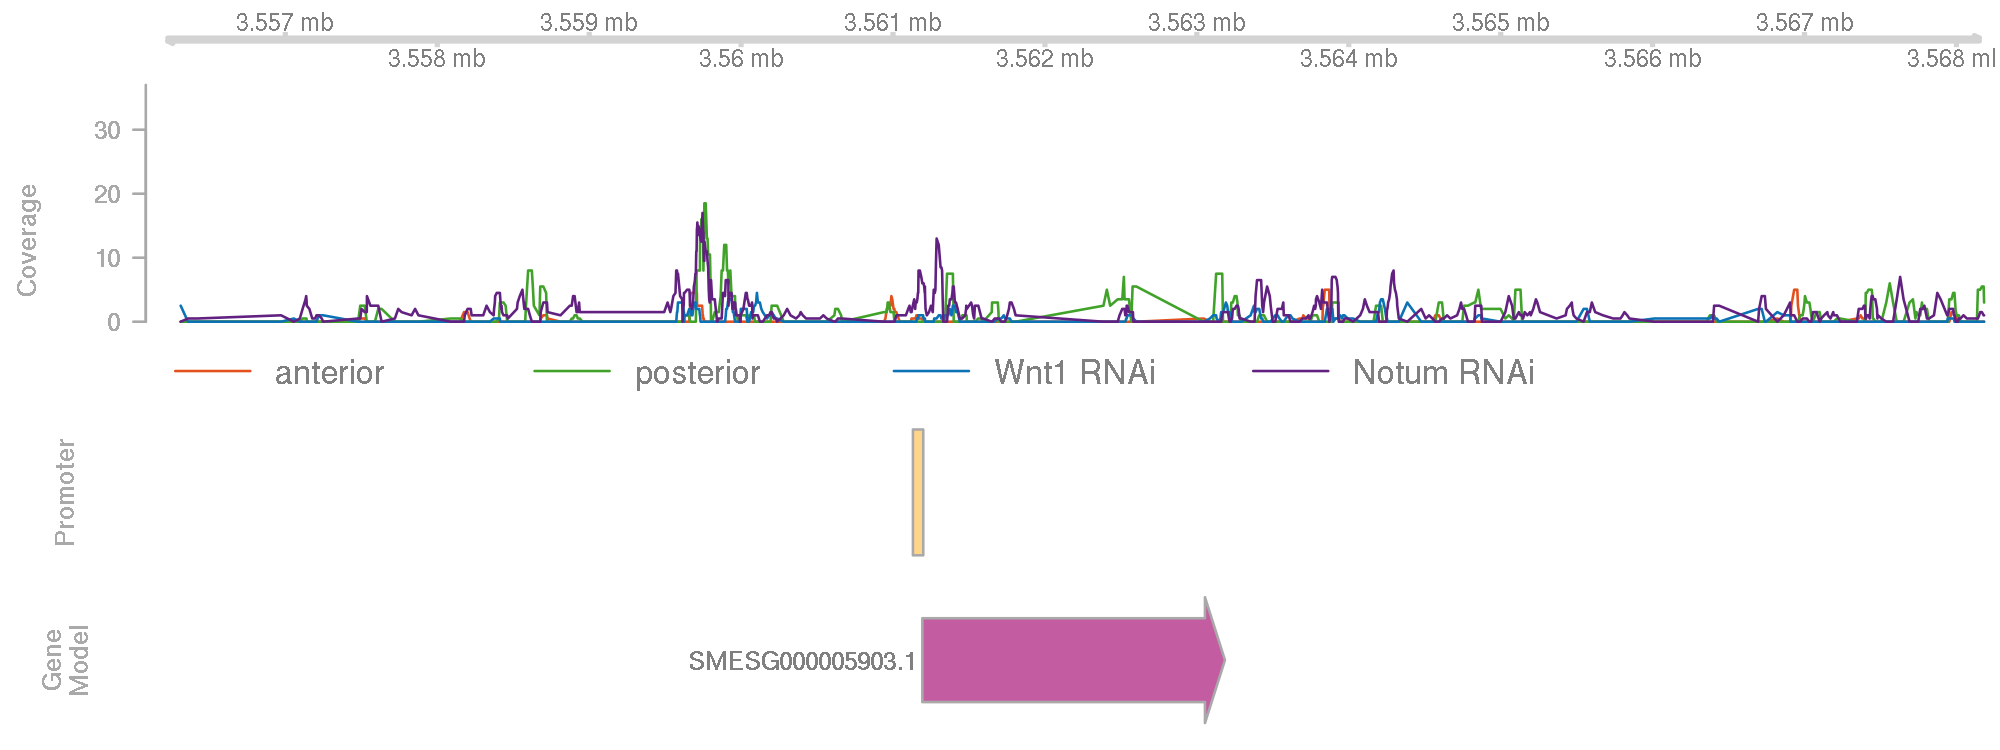 3.557 mb 3.559 mb 3.561 mb 3.563 mb 3.565 mb 3.567 mb
3.558 mb 3.56 mb 3.562 mb 3.564 mb 3.566 mb 3.568 ml
30
20
10
0
Coverage
anterior posterior Wnt1 RNAi Notum RNAi
Promoter
SMESG000005903.1
Gene
Model